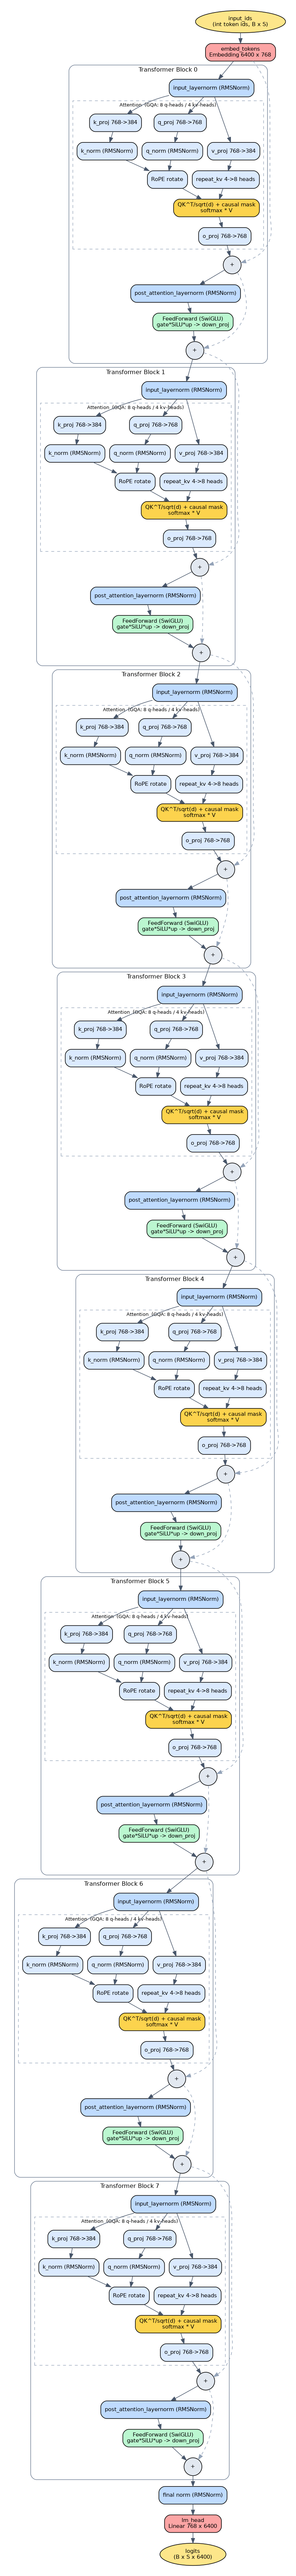 input_ids
(int token ids, B x S)
embed_tokens
Embedding 6400 x 768
Transformer Block 0
input_layernorm (RMSNorm)
Attention (GQA: 8 q-heads / 4 kv-heads)
k_proj 768->384
q_proj 768->768
k_norm (RMSNorm)
q_norm (RMSNorm)
v_proj 768->384
RoPE rotate
repeat_kv 4->8 heads
QK^T/sqrt(d) + causal mask
softmax * V
o_proj 768->768
+
post_attention_layernorm (RMSNorm)
FeedForward (SwiGLU)
gate*SiLU*up -> down_proj
+
Transformer Block 1
input_layernorm (RMSNorm)
Attention (GQA: 8 q-heads / 4 kv-heads)
k_proj 768->384
q_proj 768->768
k_norm (RMSNorm)
q_norm (RMSNorm)
v_proj 768->384
RoPE rotate
repeat_kv 4->8 heads
QK^T/sqrt(d) + causal mask
softmax * V
o_proj 768->768
+
post_attention_layernorm (RMSNorm)
FeedForward (SwiGLU)
gate*SiLU*up -> down_proj
+
Transformer Block 2
input_layernorm (RMSNorm)
Attention (GQA: 8 q-heads / 4 kv-heads)
k_proj 768->384
q_proj 768->768
k_norm (RMSNorm)
q_norm (RMSNorm)
v_proj 768->384
RoPE rotate
repeat_kv 4->8 heads
QK^T/sqrt(d) + causal mask
softmax * V
o_proj 768->768
+
post_attention_layernorm (RMSNorm)
FeedForward (SwiGLU)
gate*SiLU*up -> down_proj
+
Transformer Block 3
input_layernorm (RMSNorm)
Attention (GQA: 8 q-heads / 4 kv-heads)
k_proj 768->384
q_proj 768->768
k_norm (RMSNorm)
q_norm (RMSNorm)
v_proj 768->384
RoPE rotate
repeat_kv 4->8 heads
QK^T/sqrt(d) + causal mask
softmax * V
o_proj 768->768
+
post_attention_layernorm (RMSNorm)
FeedForward (SwiGLU)
gate*SiLU*up -> down_proj
+
Transformer Block 4
input_layernorm (RMSNorm)
Attention (GQA: 8 q-heads / 4 kv-heads)
k_proj 768->384
q_proj 768->768
k_norm (RMSNorm)
q_norm (RMSNorm)
v_proj 768->384
RoPE rotate
repeat_kv 4->8 heads
QK^T/sqrt(d) + causal mask
softmax * V
o_proj 768->768
+
post_attention_layernorm (RMSNorm)
FeedForward (SwiGLU)
gate*SiLU*up -> down_proj
+
Transformer Block 5
input_layernorm (RMSNorm)
Attention (GQA: 8 q-heads / 4 kv-heads)
k_proj 768->384
q_proj 768->768
k_norm (RMSNorm)
q_norm (RMSNorm)
v_proj 768->384
RoPE rotate
repeat_kv 4->8 heads
QK^T/sqrt(d) + causal mask
softmax * V
o_proj 768->768
+
post_attention_layernorm (RMSNorm)
FeedForward (SwiGLU)
gate*SiLU*up -> down_proj
+
Transformer Block 6
input_layernorm (RMSNorm)
Attention (GQA: 8 q-heads / 4 kv-heads)
k_proj 768->384
q_proj 768->768
k_norm (RMSNorm)
q_norm (RMSNorm)
v_proj 768->384
RoPE rotate
repeat_kv 4->8 heads
QK^T/sqrt(d) + causal mask
softmax * V
o_proj 768->768
+
post_attention_layernorm (RMSNorm)
FeedForward (SwiGLU)
gate*SiLU*up -> down_proj
+
Transformer Block 7
input_layernorm (RMSNorm)
Attention (GQA: 8 q-heads / 4 kv-heads)
k_proj 768->384
q_proj 768->768
k_norm (RMSNorm)
q_norm (RMSNorm)
v_proj 768->384
RoPE rotate
repeat_kv 4->8 heads
QK^T/sqrt(d) + causal mask
softmax * V
o_proj 768->768
+
post_attention_layernorm (RMSNorm)
FeedForward (SwiGLU)
gate*SiLU*up -> down_proj
+
final norm (RMSNorm)
lm_head
Linear 768 x 6400
logits
(B x S x 6400)